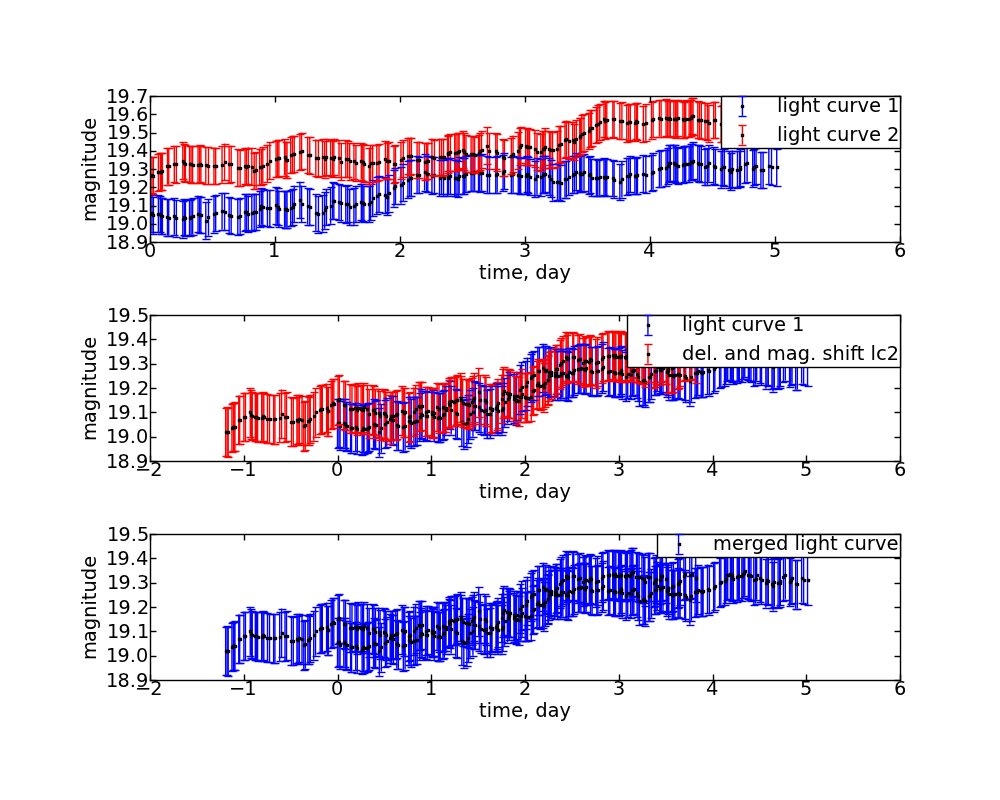 19.7
19.6
19.5
19.4
19.3
19.2
19.1
19.0
18.9
magnitude
light curve 1
light curve 2
0 1 2 3 4 5 6
time, day
19.5
19.4
19.3
19.2
19.1
19.0
18.9
magnitude
light curve 1
del. and mag. shift lc2
−2 −1 0 1 2 3 4 5 6
time, day
19.5
19.4
19.3
19.2
19.1
19.0
18.9
magnitude
merged light curve
−2 −1 0 1 2 3 4 5 6
time, day